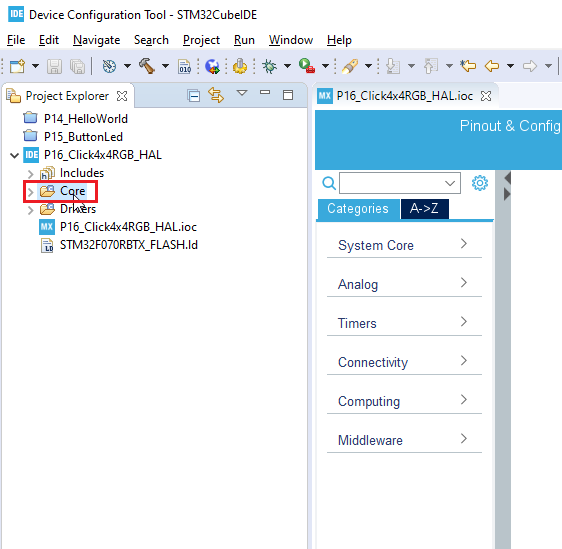 IDE Device Configuration Tool - STM32CubeIDE
File Edit Navigate Search Project Run Window Help
010
Project Explorer
MX P16_Click4x4RGB_HAL.ioc
P14_HelloWorld
P15_ButtonLed
IDE P16_Click4x4RGB_HAL
Includes
Core
Drivers
MX P16_Click4x4RGB_HAL.ioc
LD STM32F070RBTX_FLASH.ld
Pinout & Config
Categories A->Z
System Core
Analog
Timers
Connectivity
Computing
Middleware